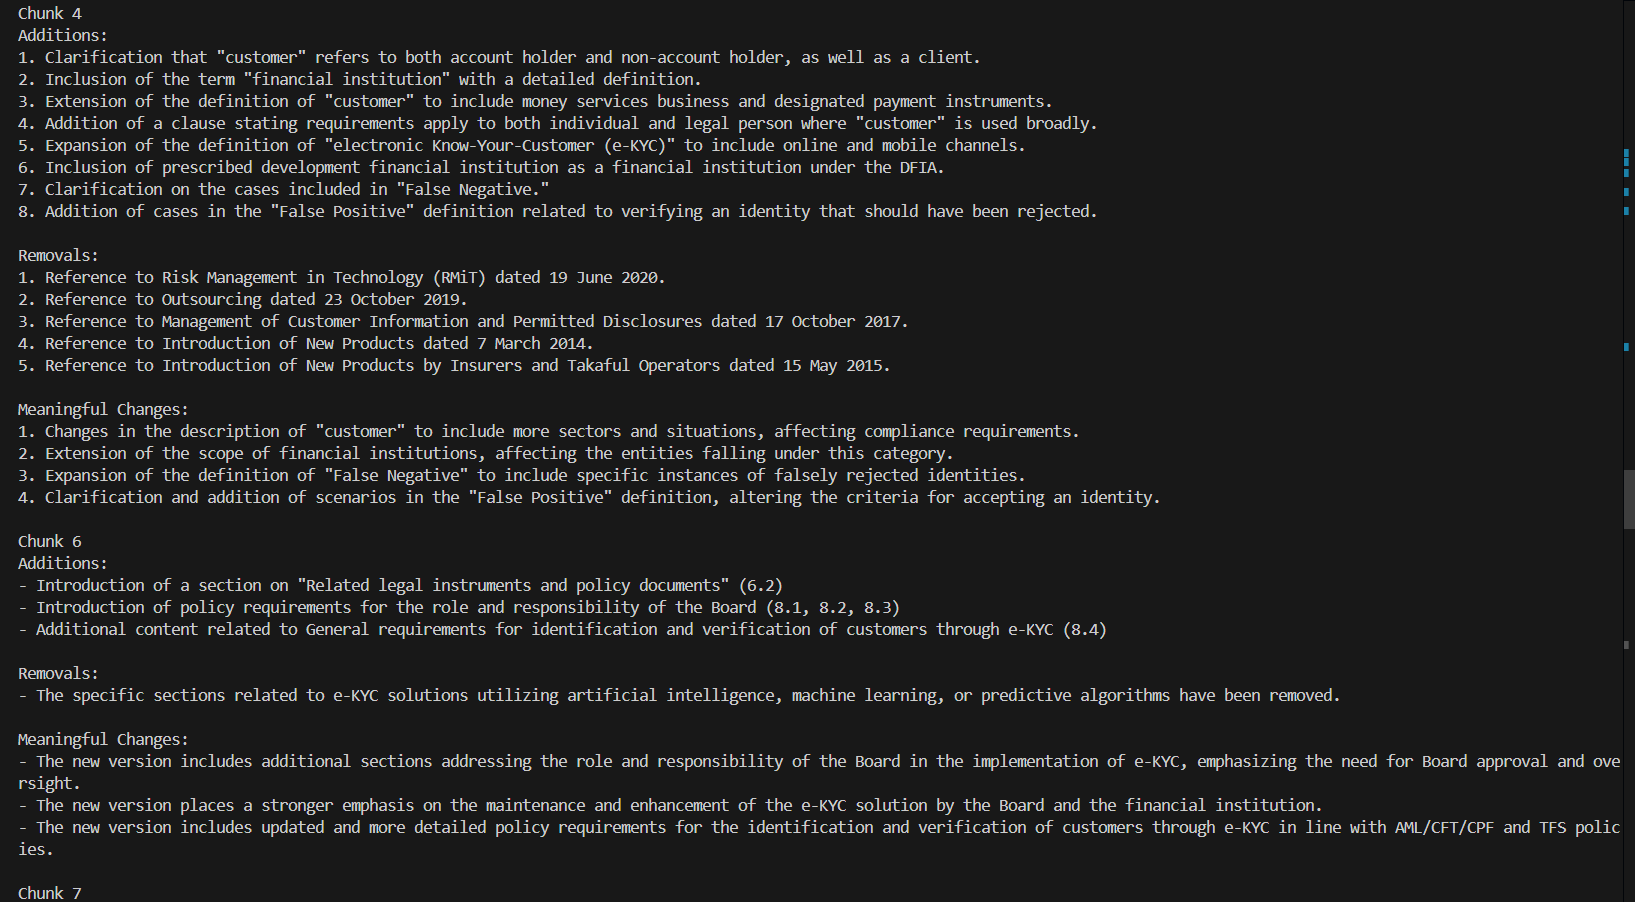 Chunk 4
Additions:
1. Clarification that "customer" refers to both account holder and non-account holder, as well as a client.
2. Inclusion of the term "financial institution" with a detailed definition.
3. Extension of the definition of "customer" to include money services business and designated payment instruments.
4. Addition of a clause stating requirements apply to both individual and legal person where "customer" is used broadly.
5. Expansion of the definition of "electronic Know-Your-Customer (e-KYC)" to include online and mobile channels.
6. Inclusion of prescribed development financial institution as a financial institution under the DFIA.
7. Clarification on the cases included in "False Negative."
8. Addition of cases in the "False Positive" definition related to verifying an identity that should have been rejected.

Removals:
1. Reference to Risk Management in Technology (RMiT) dated 19 June 2020.
2. Reference to Outsourcing dated 23 October 2019.
3. Reference to Management of Customer Information and Permitted Disclosures dated 17 October 2017.
4. Reference to Introduction of New Products dated 7 March 2014.
5. Reference to Introduction of New Products by Insurers and Takaful Operators dated 15 May 2015.

Meaningful Changes:
1. Changes in the description of "customer" to include more sectors and situations, affecting compliance requirements.
2. Extension of the scope of financial institutions, affecting the entities falling under this category.
3. Expansion of the definition of "False Negative" to include specific instances of falsely rejected identities.
4. Clarification and addition of scenarios in the "False Positive" definition, altering the criteria for accepting an identity.

Chunk 6
Additions:
- Introduction of a section on "Related legal instruments and policy documents" (6.2)
- Introduction of policy requirements for the role and responsibility of the Board (8.1, 8.2, 8.3)
- Additional content related to General requirements for identification and verification of customers through e-KYC (8.4)

Removals:
- The specific sections related to e-KYC solutions utilizing artificial intelligence, machine learning, or predictive algorithms have been removed.

Meaningful Changes:
- The new version includes additional sections addressing the role and responsibility of the Board in the implementation of e-KYC, emphasizing the need for Board approval and ove
rsight.
- The new version places a stronger emphasis on the maintenance and enhancement of the e-KYC solution by the Board and the financial institution.
- The new version includes updated and more detailed policy requirements for the identification and verification of customers through e-KYC in line with AML/CFT/CPF and TFS polic
ies.

Chunk 7